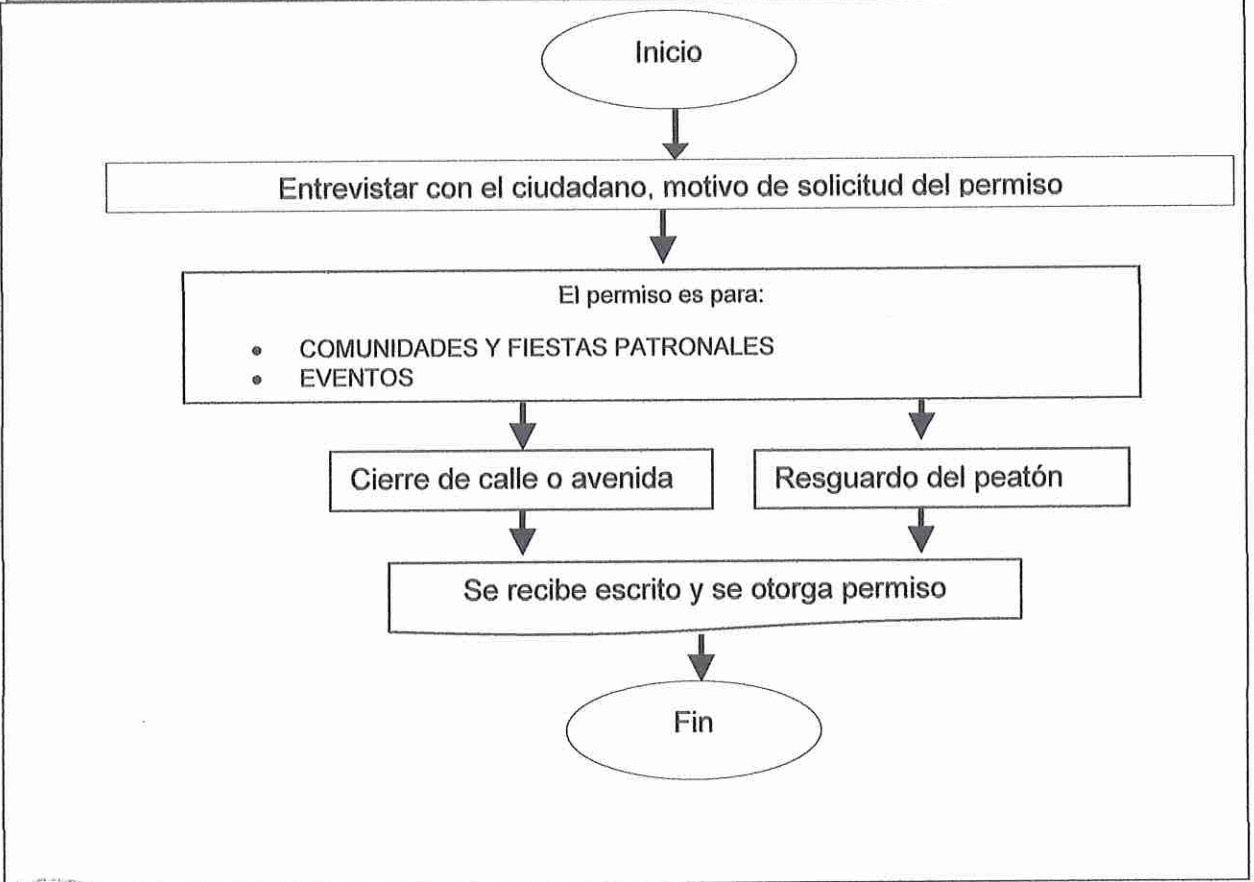 Inicio
Entrevistar con el ciudadano, motivo de solicitud del permiso
El permiso es para:
• COMUNIDADES Y FIESTAS PATRONALES
• EVENTOS
Cierre de calle o avenida
Resguardo del peatón
Se recibe escrito y se otorga permiso
Fin